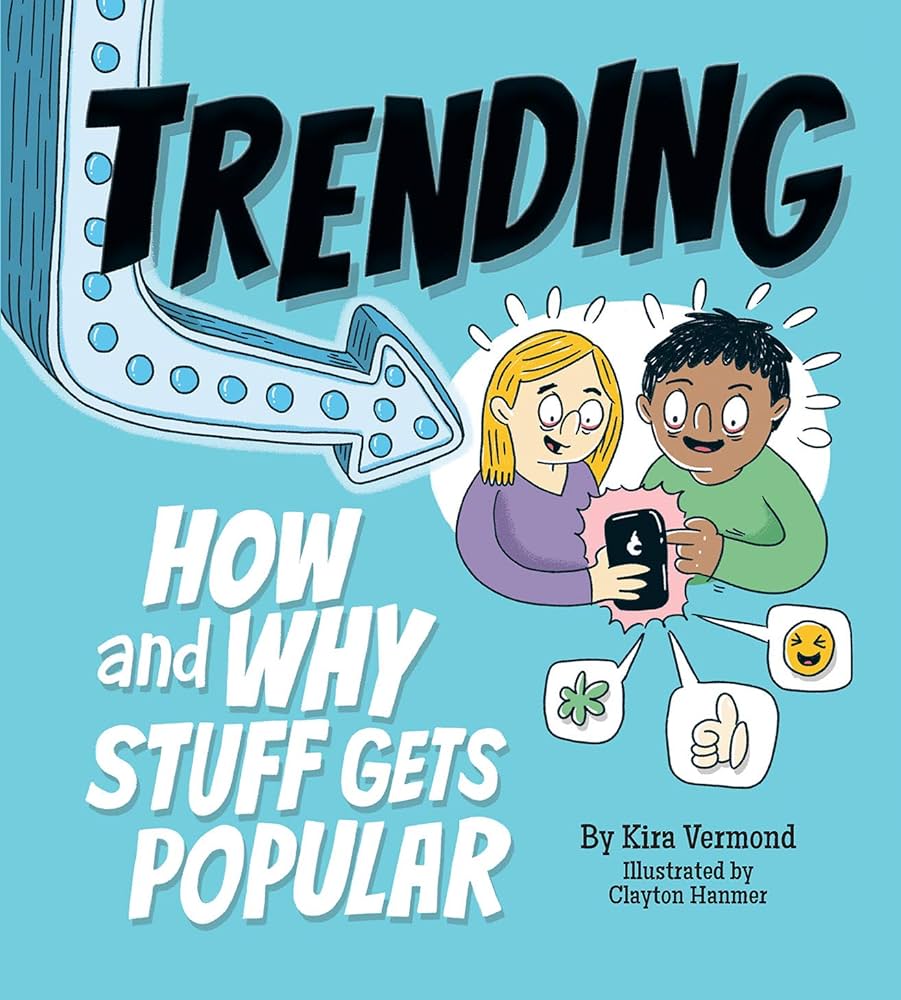 TRENDING
HOW
and WHY
STUFF GETS
POPULAR
By Kira Vermond
Illustrated by
Clayton Hanmer